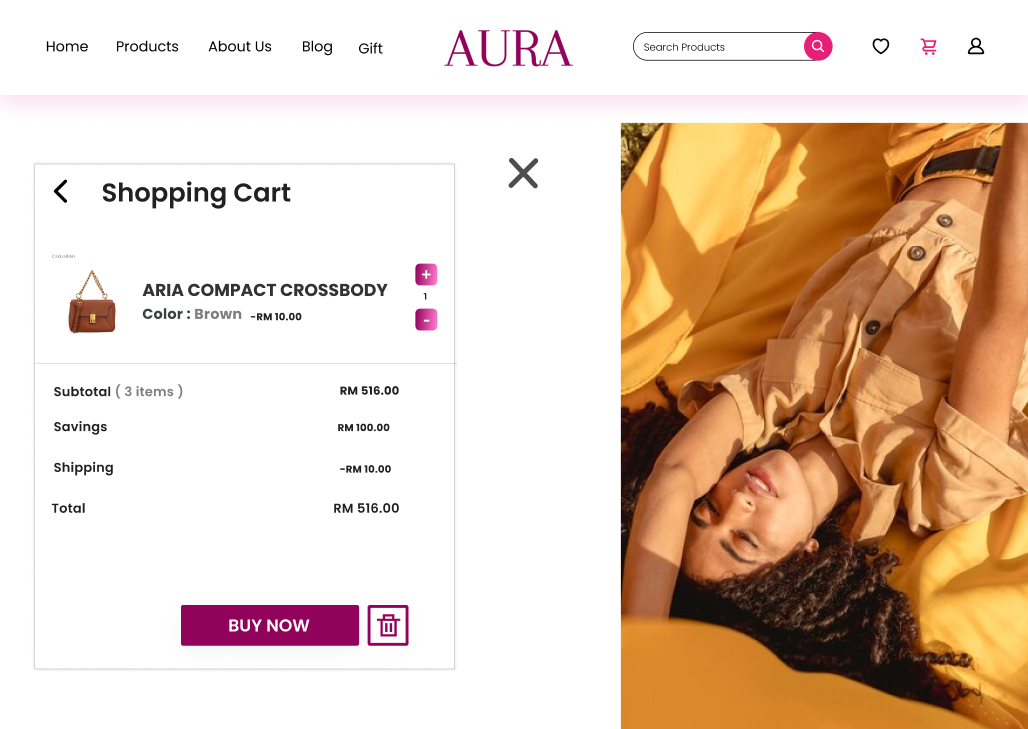 Home Products About Us Blog Gift AURA Search Products
Shopping Cart
ARIA COMPACT CROSSBODY
Color : Brown -RM 10.00
+
1
-
Subtotal ( 3 items ) RM 516.00
Savings RM 100.00
Shipping -RM 10.00
Total RM 516.00
BUY NOW